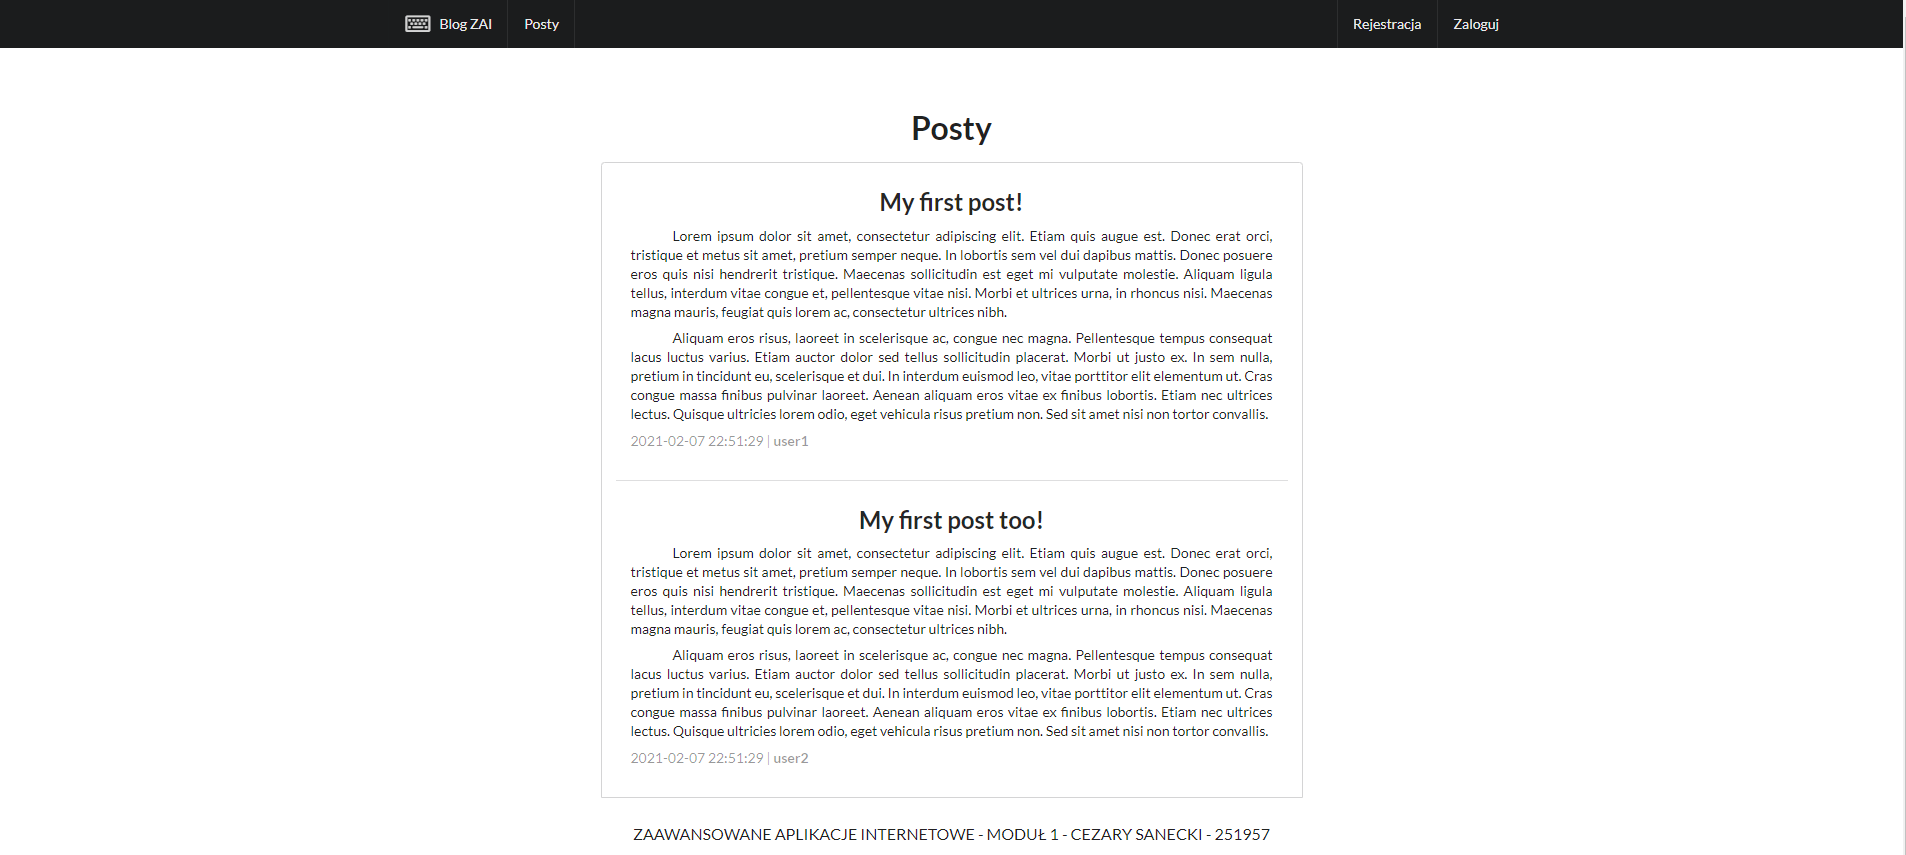 Blog ZAI Posty Rejestracja Zaloguj
Posty
My first post!
Lorem ipsum dolor sit amet, consectetur adipiscing elit. Etiam quis augue est. Donec erat orci,
tristique et metus sit amet, pretium semper neque. In lobortis sem vel dui dapibus mattis. Donec posuere
eros quis nisi hendrerit tristique. Maecenas sollicitudin est eget mi vulputate molestie. Aliquam ligula
tellus, interdum vitae congue et, pellentesque vitae nisi. Morbi et ultrices urna, in rhoncus nisi. Maecenas
magna mauris, feugiat quis lorem ac, consectetur ultrices nibh.
Aliquam eros risus, laoreet in scelerisque ac, congue nec magna. Pellentesque tempus consequat
lacus luctus varius. Etiam auctor dolor sed tellus sollicitudin placerat. Morbi ut justo ex. In sem nulla,
pretium in tincidunt eu, scelerisque et dui. In interdum euismod leo, vitae porttitor elit elementum ut. Cras
congue massa finibus pulvinar laoreet. Aenean aliquam eros vitae ex finibus lobortis. Etiam nec ultrices
lectus. Quisque ultricies lorem odio, eget vehicula risus pretium non. Sed sit amet nisi non tortor convallis.
2021-02-07 22:51:29 | user1
My first post too!
Lorem ipsum dolor sit amet, consectetur adipiscing elit. Etiam quis augue est. Donec erat orci,
tristique et metus sit amet, pretium semper neque. In lobortis sem vel dui dapibus mattis. Donec posuere
eros quis nisi hendrerit tristique. Maecenas sollicitudin est eget mi vulputate molestie. Aliquam ligula
tellus, interdum vitae congue et, pellentesque vitae nisi. Morbi et ultrices urna, in rhoncus nisi. Maecenas
magna mauris, feugiat quis lorem ac, consectetur ultrices nibh.
Aliquam eros risus, laoreet in scelerisque ac, congue nec magna. Pellentesque tempus consequat
lacus luctus varius. Etiam auctor dolor sed tellus sollicitudin placerat. Morbi ut justo ex. In sem nulla,
pretium in tincidunt eu, scelerisque et dui. In interdum euismod leo, vitae porttitor elit elementum ut. Cras
congue massa finibus pulvinar laoreet. Aenean aliquam eros vitae ex finibus lobortis. Etiam nec ultrices
lectus. Quisque ultricies lorem odio, eget vehicula risus pretium non. Sed sit amet nisi non tortor convallis.
2021-02-07 22:51:29 | user2
ZAAWANSOWANE APLIKACJE INTERNETOWE - MODUŁ 1 - CEZARY SANECKI - 251957